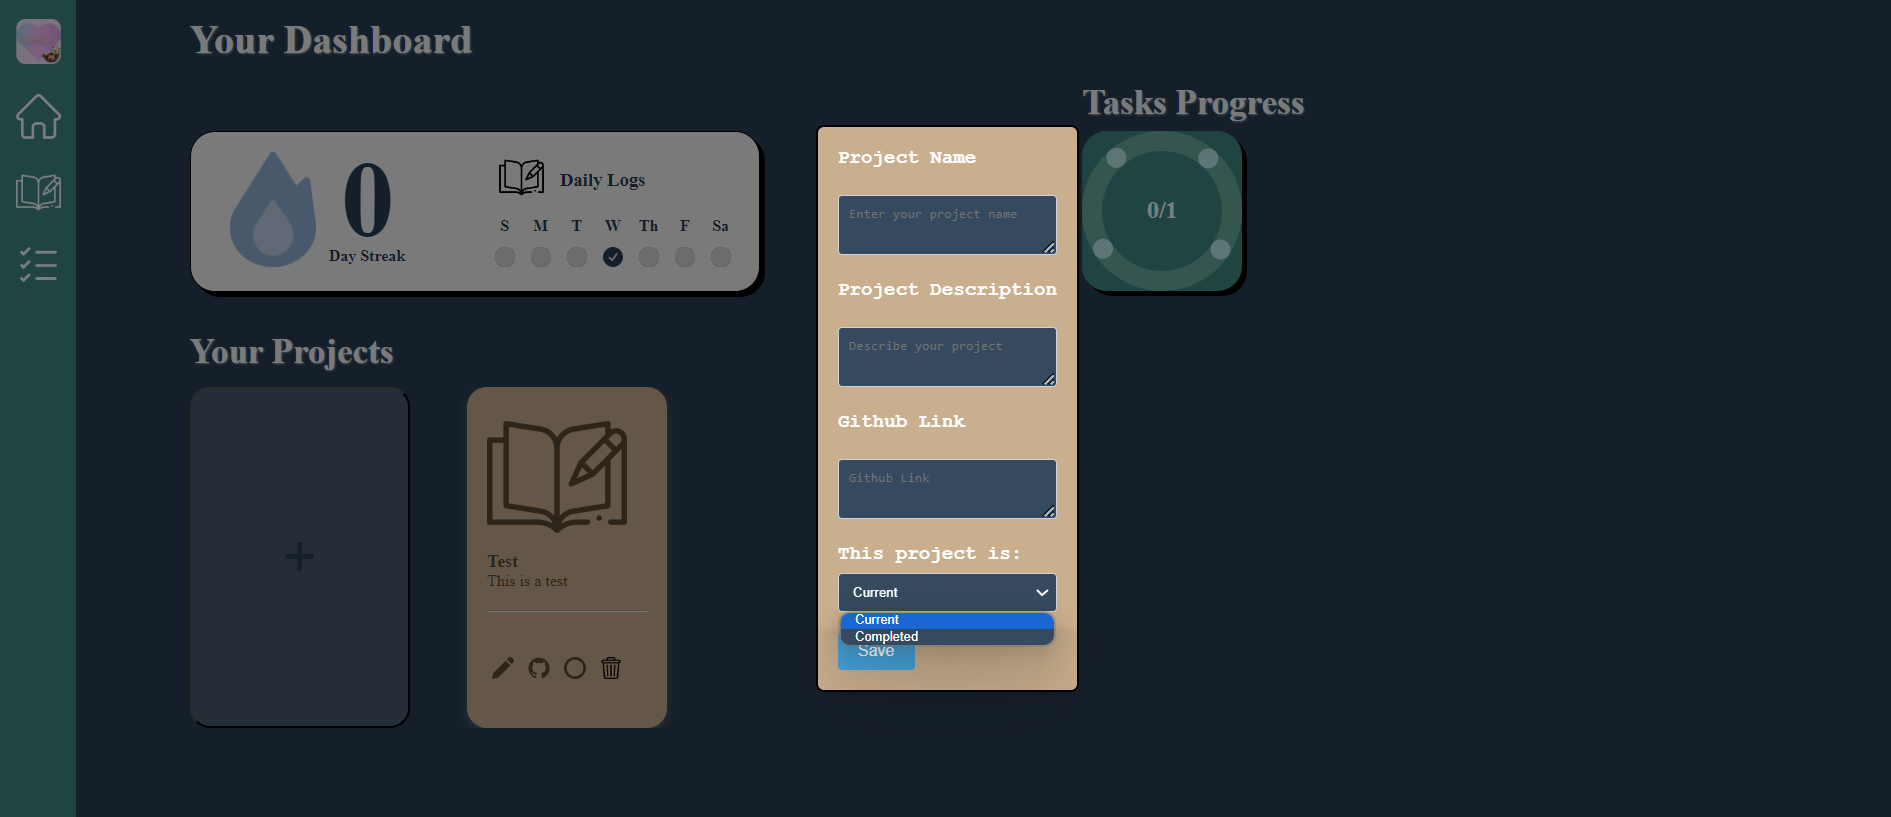 Your Dashboard
Tasks Progress
0
Day Streak
Daily Logs
S M T W Th F Sa
0/1
Your Projects
+
Test
This is a test
Project Name
Enter your project name
Project Description
Describe your project
Github Link
Github Link
This project is:
Current
Current
Completed
Save